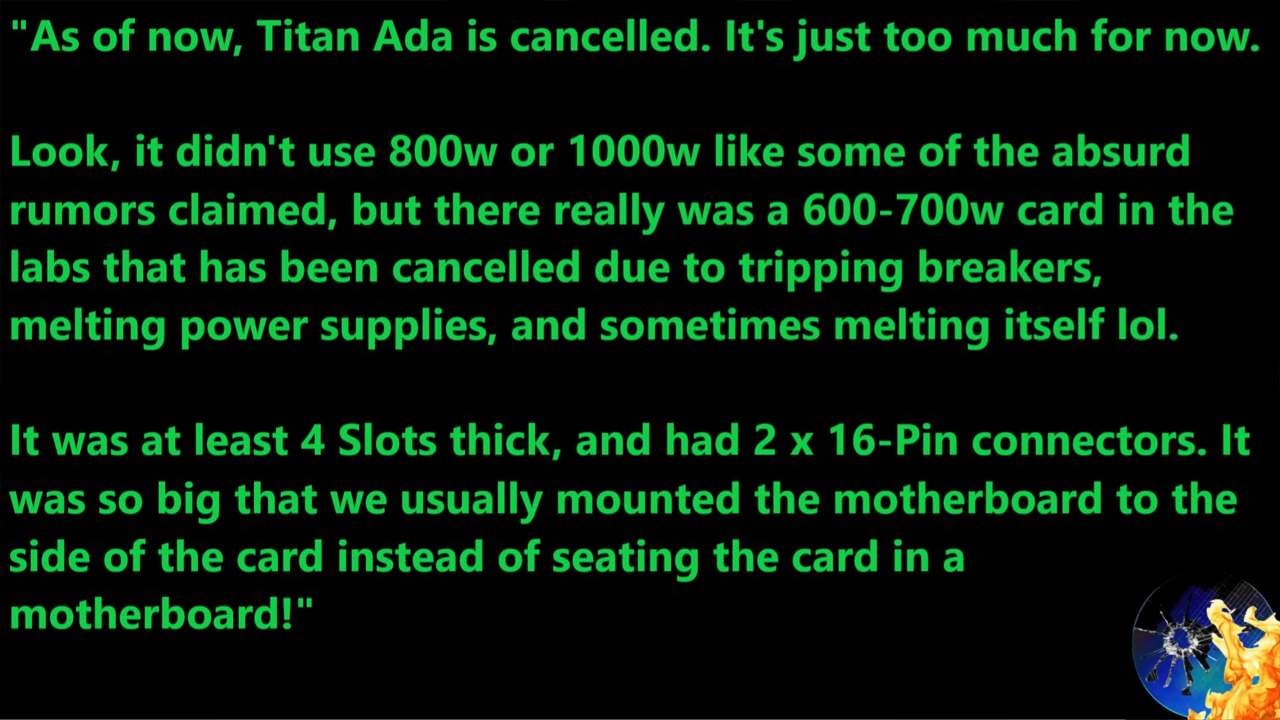 "As of now, Titan Ada is cancelled. It's just too much for now.
Look, it didn't use 800w or 1000w like some of the absurd
rumors claimed, but there really was a 600-700w card in the
labs that has been cancelled due to tripping breakers,
melting power supplies, and sometimes melting itself lol.
It was at least 4 Slots thick, and had 2 x 16-Pin connectors. It
was so big that we usually mounted the motherboard to the
side of the card instead of seating the card in a
motherboard!"